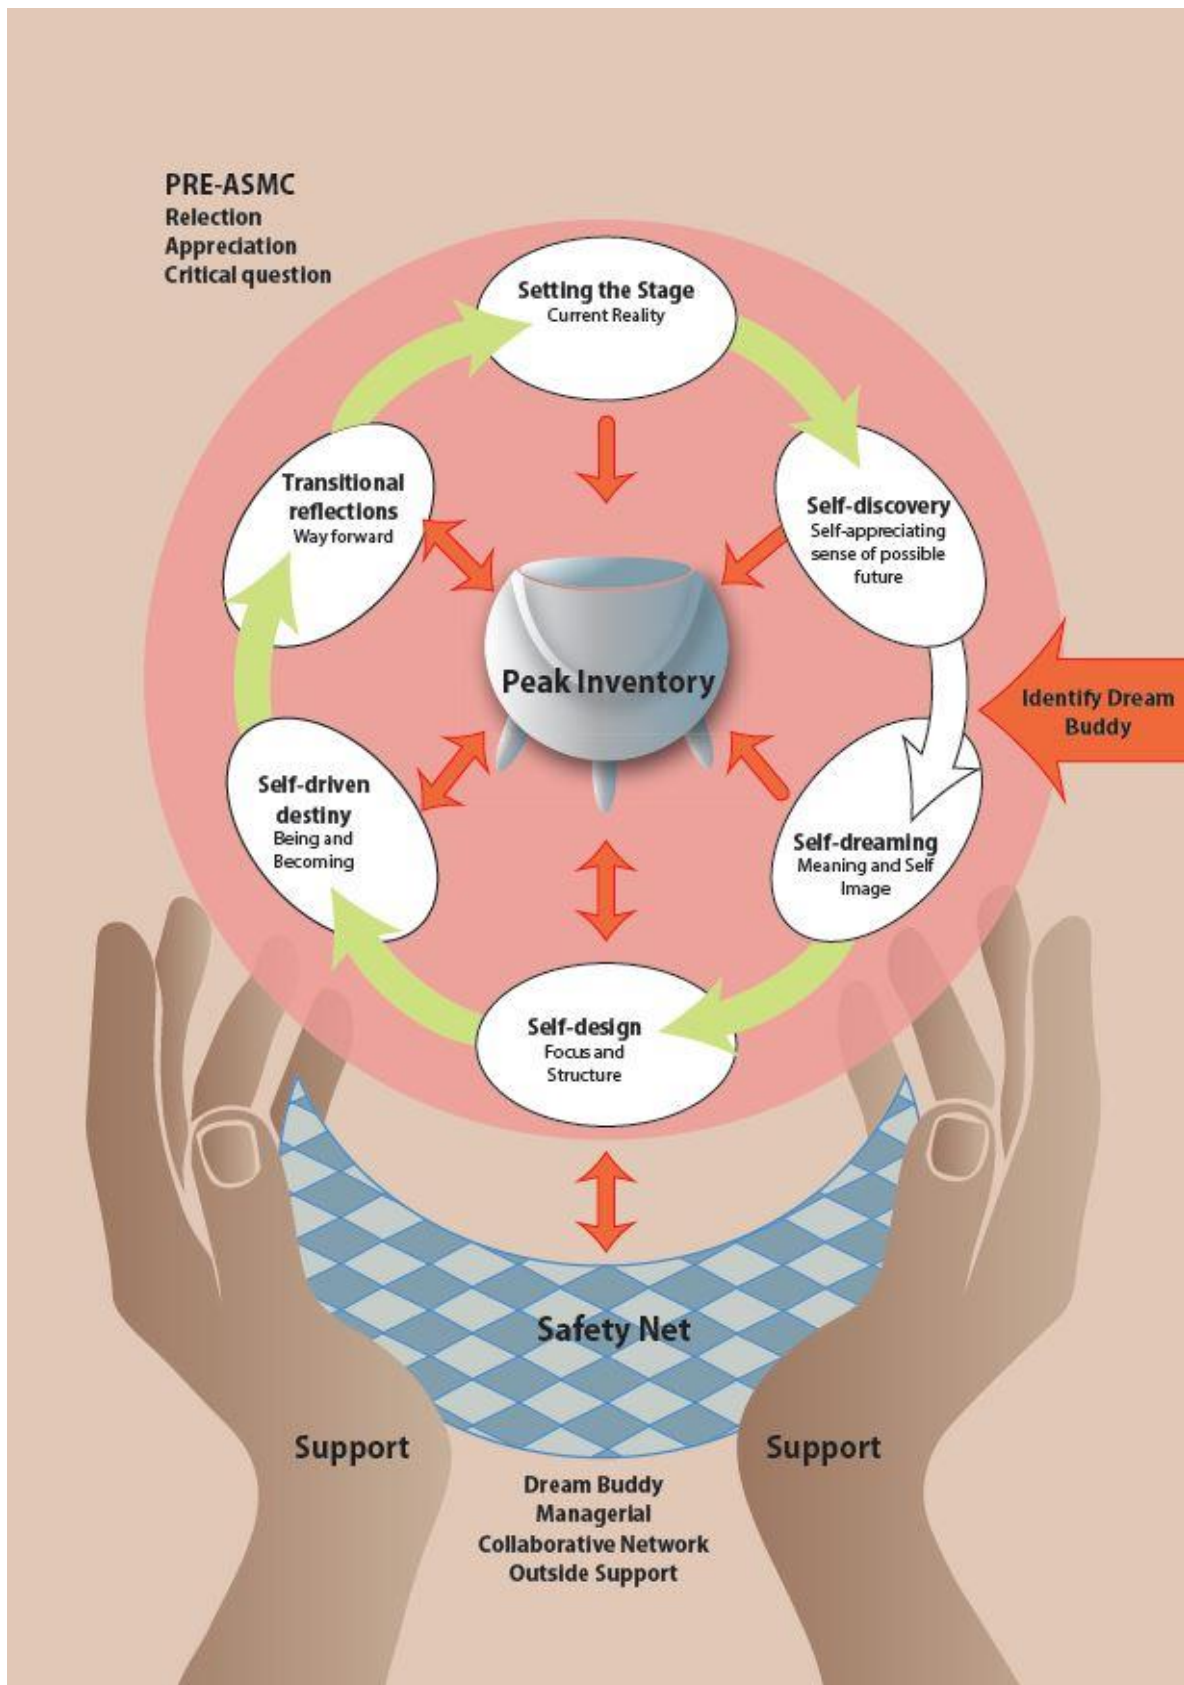 PRE-ASMC
Relection
Appreciation
Critical question
Setting the Stage
Current Reality
Transitional
reflections
Way forward
Self-discovery
Self-appreciating
sense of possible
future
Peak Inventory
Identify Dream
Buddy
Self-driven
destiny
Being and
Becoming
Self-dreaming
Meaning and Self
Image
Self-design
Focus and
Structure
Safety Net
Support
Support
Dream Buddy
Managerial
Collaborative Network
Outside Support